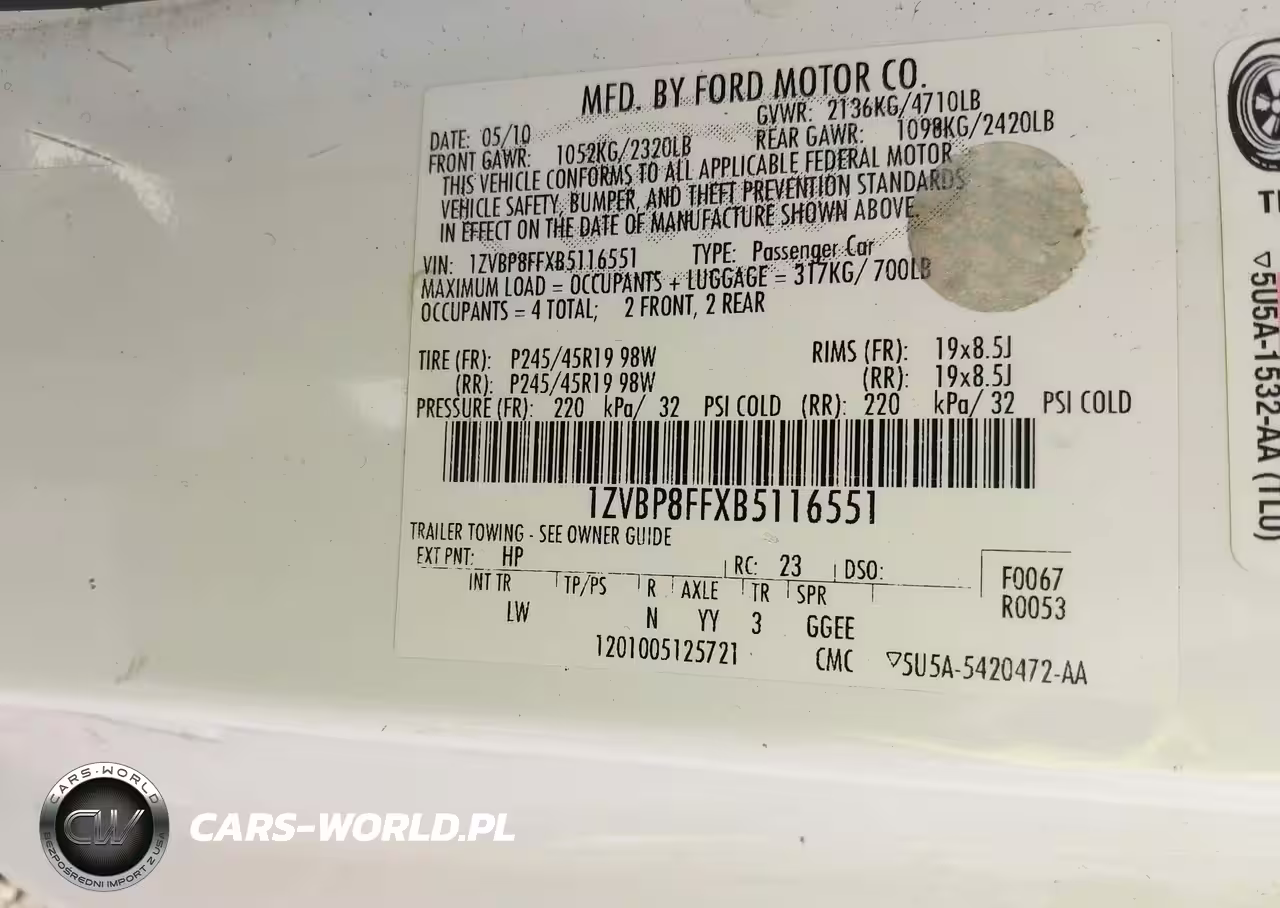 MFD. BY FORD MOTOR CO.
DATE: 05/10 GVWR: 2136KG/4710LB
FRONT GAWR: 1052KG/2320LB REAR GAWR: 1098KG/2420LB
THIS VEHICLE CONFORMS TO ALL APPLICABLE FEDERAL MOTOR
VEHICLE SAFETY, BUMPER, AND THEFT PREVENTION STANDARDS
IN EFFECT ON THE DATE OF MANUFACTURE SHOWN ABOVE.
VIN: 1ZVBP8FFXB5116551 TYPE: Passenger Car
MAXIMUM LOAD = OCCUPANTS + LUGGAGE = 317KG/ 700LB
OCCUPANTS = 4 TOTAL; 2 FRONT, 2 REAR
TIRE (FR): P245/45R19 98W RIMS (FR): 19x8.5J
(RR): P245/45R19 98W (RR): 19x8.5J
PRESSURE (FR): 220 kPa/ 32 PSI COLD (RR): 220 kPa/ 32 PSI COLD
1ZVBP8FFXB5116551
TRAILER TOWING - SEE OWNER GUIDE
EXT PNT: HP RC: 23 DSO: F0067
INT TR TP/PS R AXLE TR SPR R0053
LW N YY 3 GGEE
1201005125721 CMC ▽5U5A-5420472-AA
▽5U5A-1532-AA (TL0)
CARS-WORLD
CW
BEZPOŚREDNI IMPORT Z USA
CARS-WORLD.PL